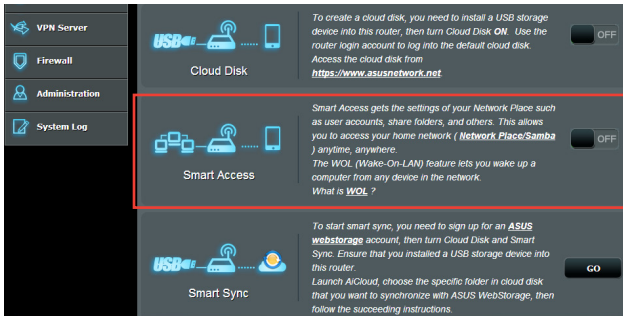 VPN Server
Firewall
Administration
System Log
USB
Cloud Disk
To create a cloud disk, you need to install a USB storage
device into this router, then turn Cloud Disk ON. Use the
router login account to log into the default cloud disk.
Access the cloud disk from
https://www.asusnetwork.net.
OFF
Smart Access
Smart Access gets the settings of your Network Place such
as user accounts, share folders, and others. This allows
you to access your home network ( Network Place/Samba
) anytime, anywhere.
The WOL (Wake-On-LAN) feature lets you wake up a
computer from any device in the network.
What is WOL ?
OFF
USB
Smart Sync
To start smart sync, you need to sign up for an ASUS
webstorage account, then turn Cloud Disk and Smart
Sync. Ensure that you installed a USB storage device into
this router.
Launch AiCloud, choose the specific folder in cloud disk
that you want to synchronize with ASUS WebStorage, then
follow the succeeding instructions.
GO